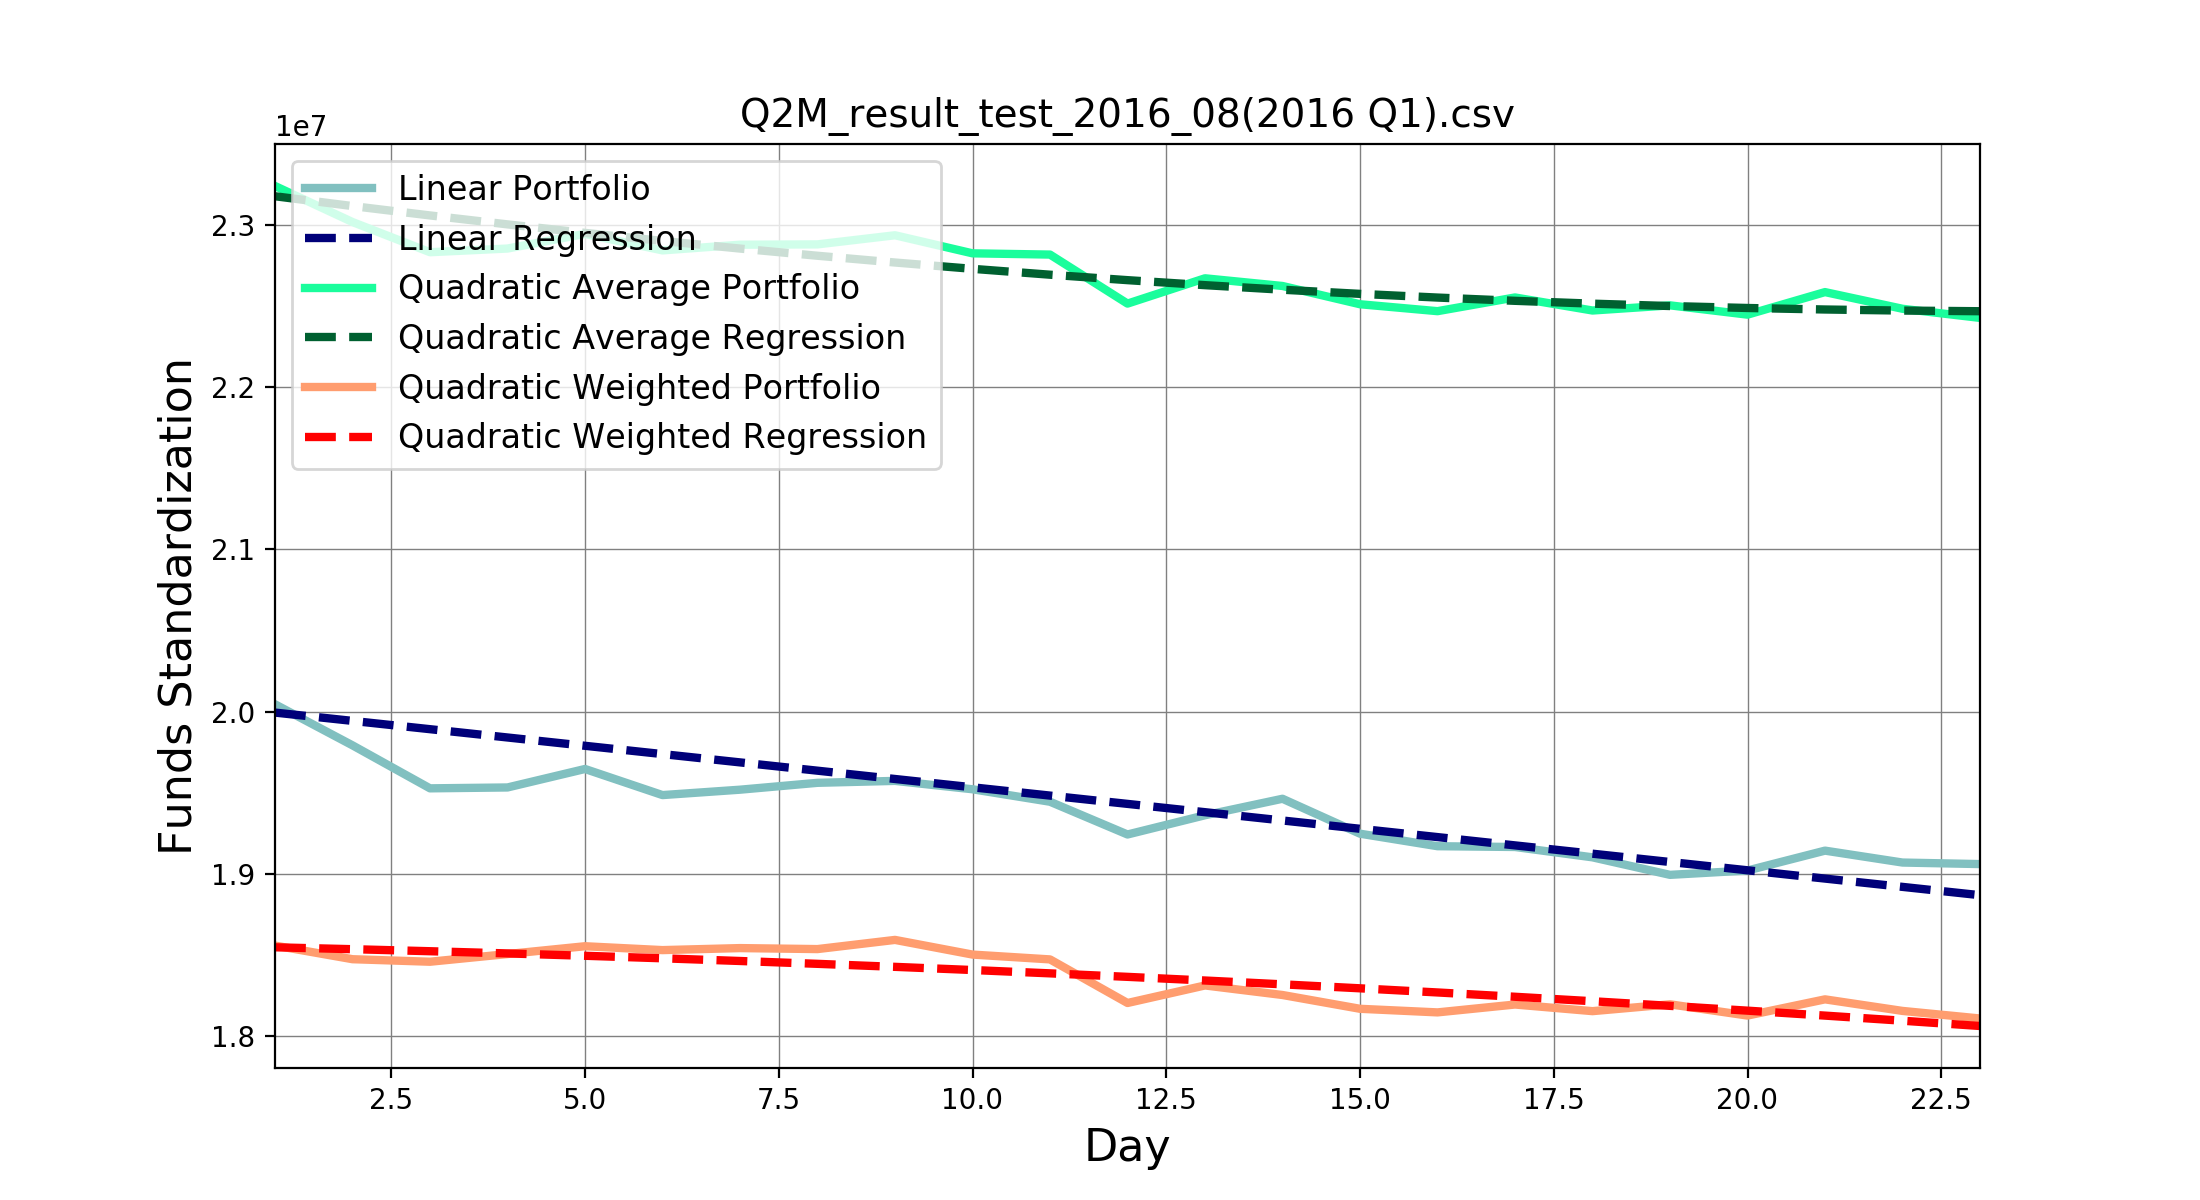 Q2M_result_test_2016_08(2016 Q1).csv
1e7
Linear Portfolio
Linear Regression
Quadratic Average Portfolio
Quadratic Average Regression
Quadratic Weighted Portfolio
Quadratic Weighted Regression
Funds Standardization
2.3
2.2
2.1
2.0
1.9
1.8
2.5 5.0 7.5 10.0 12.5 15.0 17.5 20.0 22.5
Day